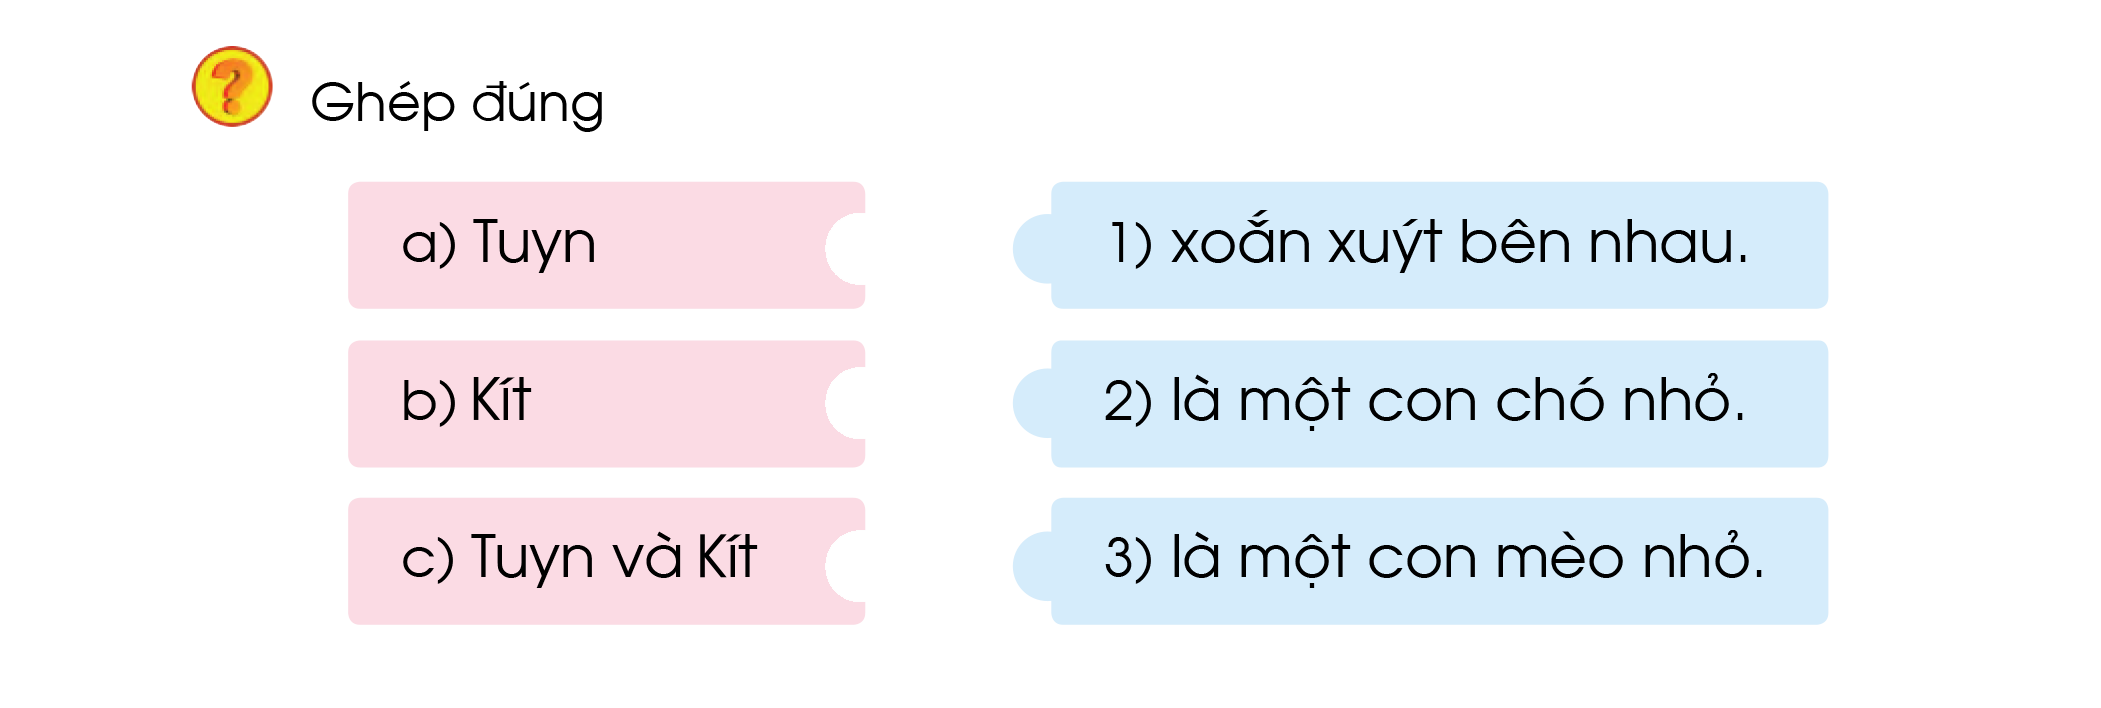 ?
Ghép đúng
a) Tuyn
1) xoắn xuýt bên nhau.
b) Kít
2) là một con chó nhỏ.
c) Tuyn và Kít
3) là một con mèo nhỏ.